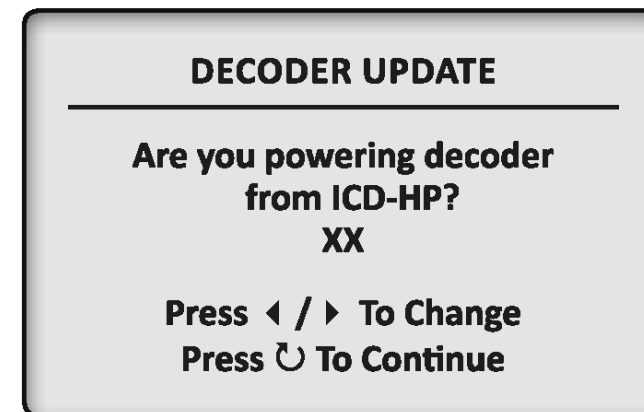 DECODER UPDATE
Are you powering decoder
from ICD-HP?
XX
Press ◀ / ▶ To Change
Press ↻ To Continue